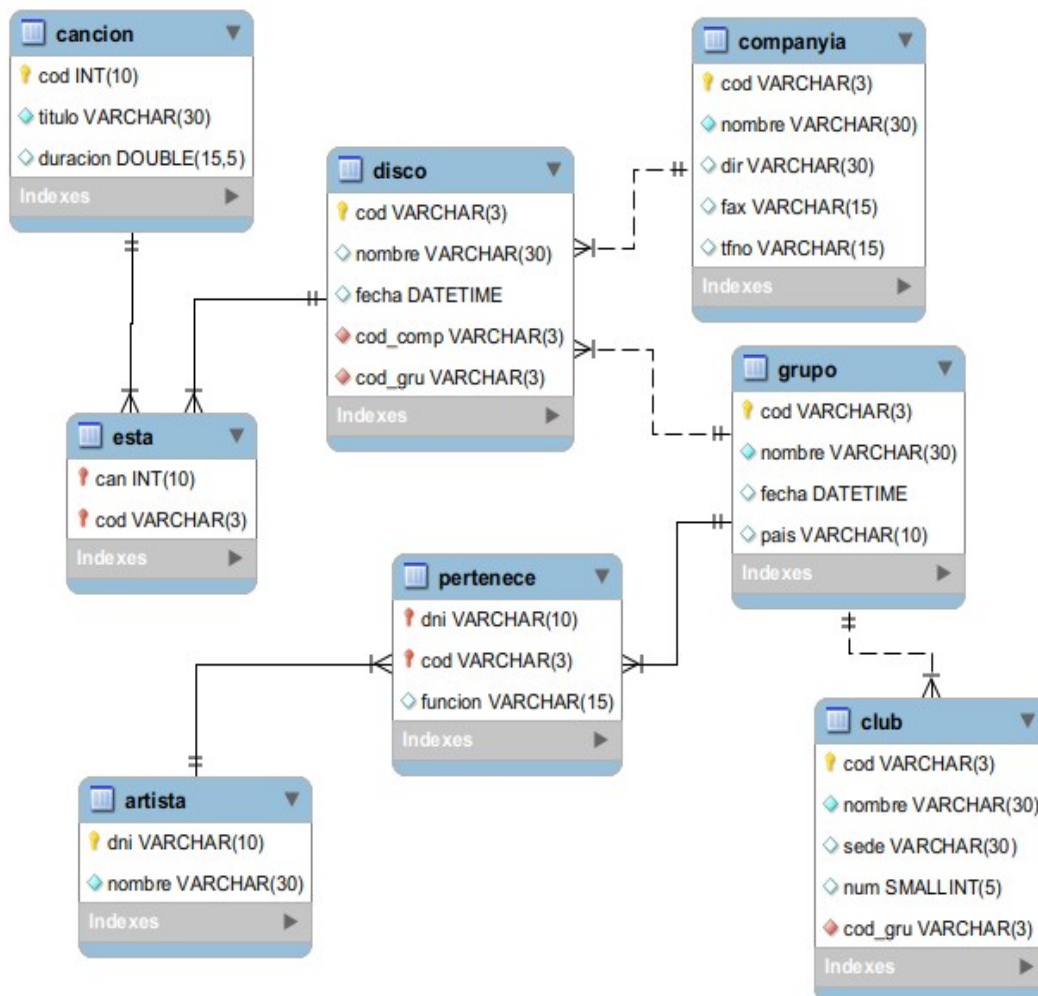 cancion
cod INT(10)
titulo VARCHAR(30)
duracion DOUBLE(15,5)
Indexes
companyia
cod VARCHAR(3)
nombre VARCHAR(30)
dir VARCHAR(30)
fax VARCHAR(15)
tfno VARCHAR(15)
Indexes
disco
cod VARCHAR(3)
nombre VARCHAR(30)
fecha DATETIME
cod_comp VARCHAR(3)
cod_gru VARCHAR(3)
Indexes
grupo
cod VARCHAR(3)
nombre VARCHAR(30)
fecha DATETIME
pais VARCHAR(10)
Indexes
esta
can INT(10)
cod VARCHAR(3)
Indexes
pertenece
dni VARCHAR(10)
cod VARCHAR(3)
funcion VARCHAR(15)
Indexes
club
cod VARCHAR(3)
nombre VARCHAR(30)
sede VARCHAR(30)
num SMALLINT(5)
cod_gru VARCHAR(3)
Indexes
artista
dni VARCHAR(10)
nombre VARCHAR(30)
Indexes